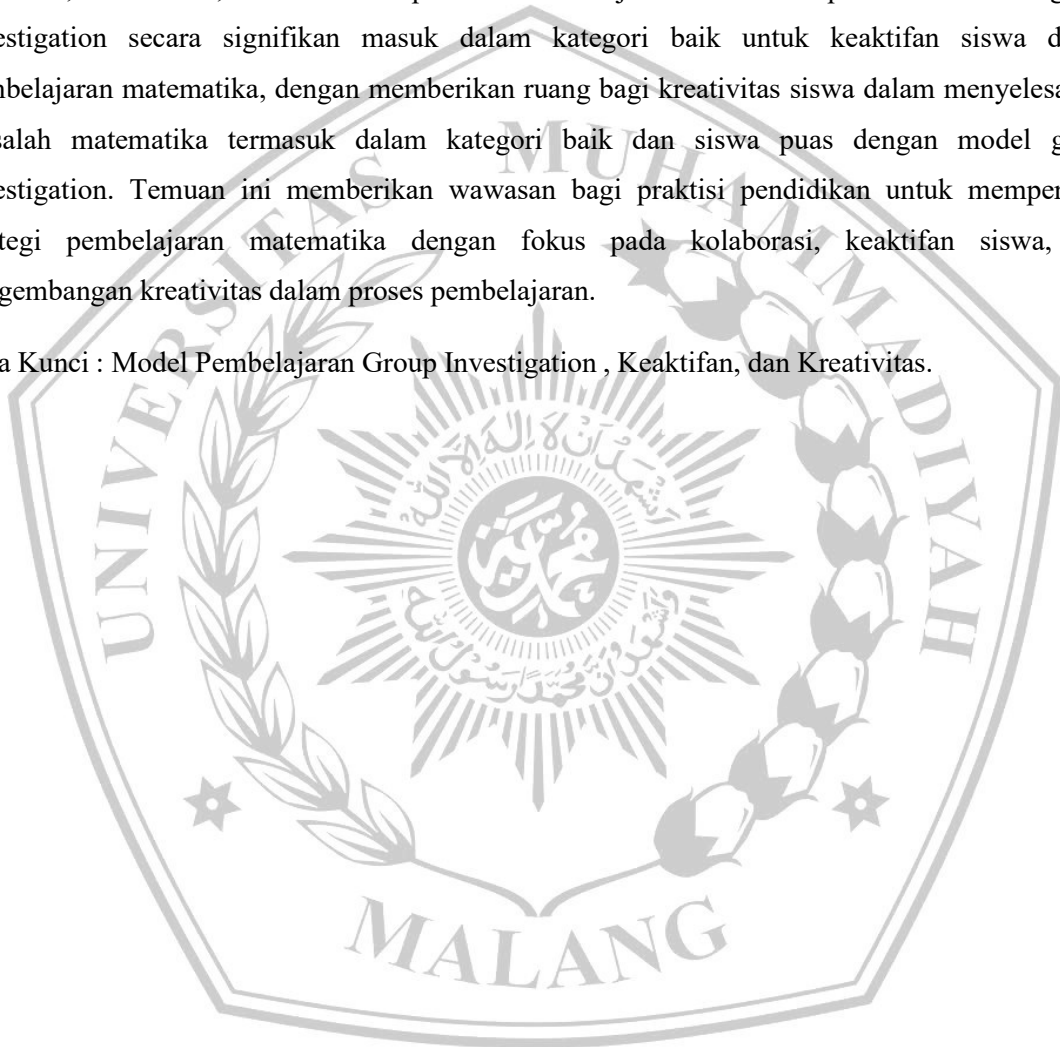 estigation secara signifikan masuk dalam kategori baik untuk keaktifan siswa d
nbelajaran matematika, dengan memberikan ruang bagi kreativitas siswa dalam menyelesa
salah matematika termasuk dalam kategori baik dan siswa puas dengan model g
estigation. Temuan ini memberikan wawasan bagi praktisi pendidikan untuk memper
tegi pembelajaran matematika dengan fokus pada kolaborasi, keaktifan siswa,
gembangan kreativitas dalam proses pembelajaran.
a Kunci : Model Pembelajaran Group Investigation , Keaktifan, dan Kreativitas.
UNIVERSITAS MUHAMMADIYAH
MALANG